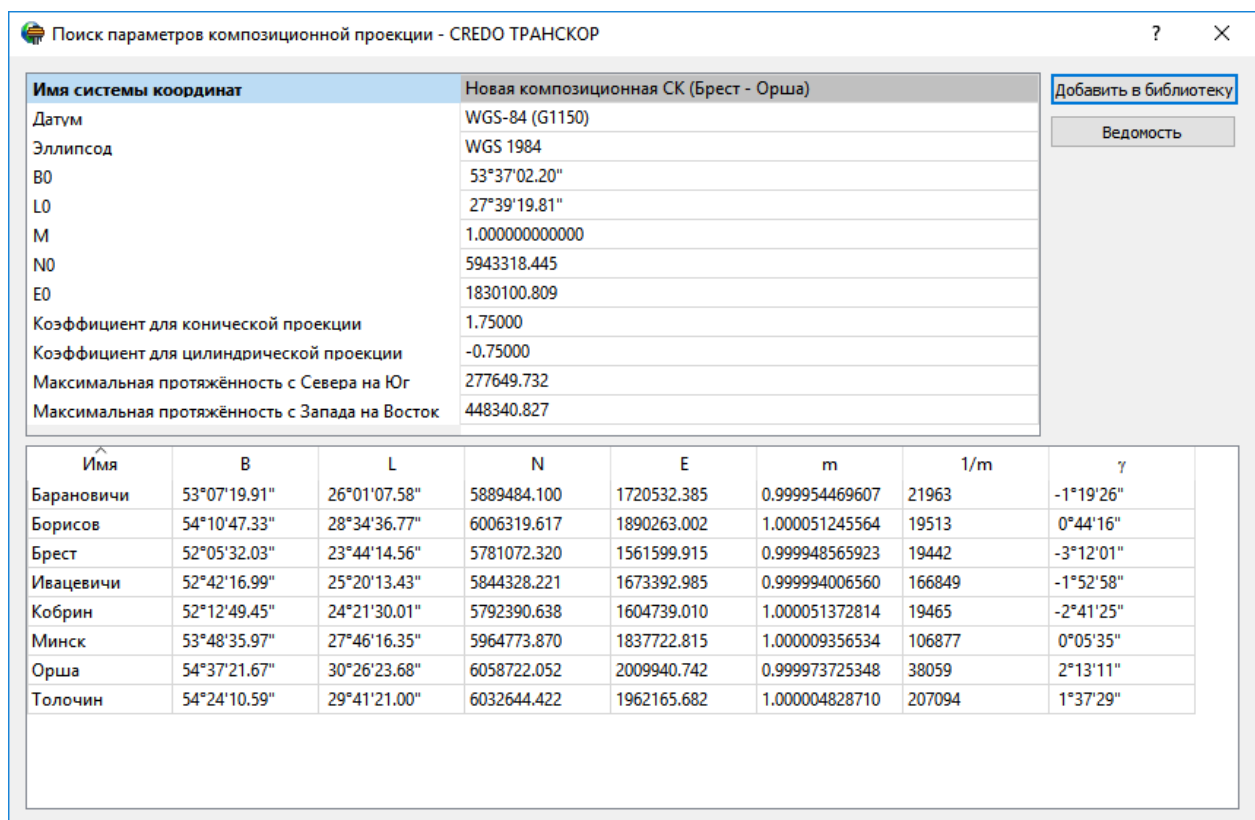 Поиск параметров композиционной проекции - CREDO ТРАНСКОР ?
Имя системы координат Новая композиционная СК (Брест - Орша) Добавить в библиотеку
Датум WGS-84 (G1150) Ведомость
Эллипсод WGS 1984
B0 53°37'02.20"
L0 27°39'19.81"
M 1.000000000000
N0 5943318.445
E0 1830100.809
Коэффициент для конической проекции 1.75000
Коэффициент для цилиндрической проекции -0.75000
Максимальная протяжённость с Севера на Юг 277649.732
Максимальная протяжённость с Запада на Восток 448340.827
Имя B L N E m 1/m γ
Барановичи 53°07'19.91" 26°01'07.58" 5889484.100 1720532.385 0.999954469607 21963 -1°19'26"
Борисов 54°10'47.33" 28°34'36.77" 6006319.617 1890263.002 1.000051245564 19513 0°44'16"
Брест 52°05'32.03" 23°44'14.56" 5781072.320 1561599.915 0.999948565923 19442 -3°12'01"
Ивацевичи 52°42'16.99" 25°20'13.43" 5844328.221 1673392.985 0.999994006560 166849 -1°52'58"
Кобрин 52°12'49.45" 24°21'30.01" 5792390.638 1604739.010 1.000051372814 19465 -2°41'25"
Минск 53°48'35.97" 27°46'16.35" 5964773.870 1837722.815 1.000009356534 106877 0°05'35"
Орша 54°37'21.67" 30°26'23.68" 6058722.052 2009940.742 0.999973725348 38059 2°13'11"
Толочин 54°24'10.59" 29°41'21.00" 6032644.422 1962165.682 1.000004828710 207094 1°37'29"